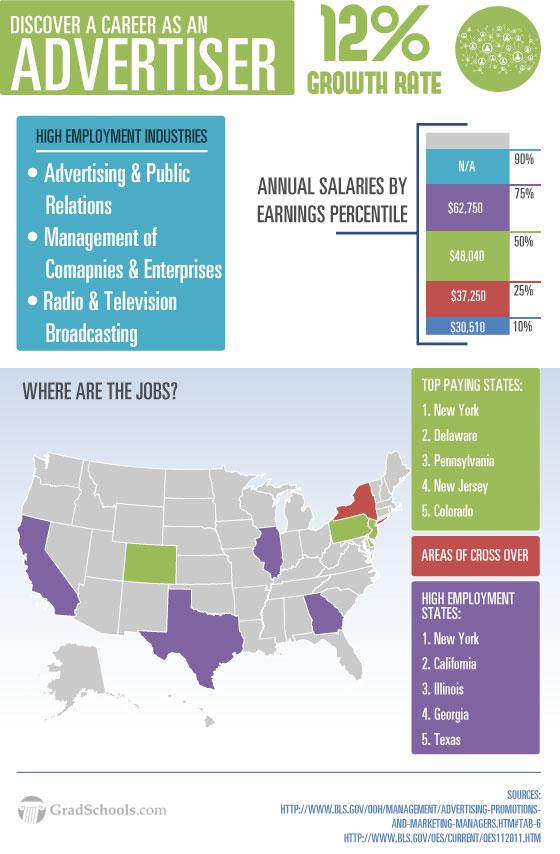 DISCOVER A CAREER AS AN
ADVERTISER
12%
GROWTH RATE
HIGH EMPLOYMENT INDUSTRIES
• Advertising & Public
Relations
• Management of
Comapnies & Enterprises
• Radio & Television
Broadcasting
ANNUAL SALARIES BY
EARNINGS PERCENTILE
90%
N/A
75%
$62,750
50%
$48,040
25%
$37,250
10%
$30,510
WHERE ARE THE JOBS?
TOP PAYING STATES:
1. New York
2. Delaware
3. Pennsylvania
4. New Jersey
5. Colorado
AREAS OF CROSS OVER
HIGH EMPLOYMENT
STATES:
1. New York
2. California
3. Illinois
4. Georgia
5. Texas
GradSchools.com
SOURCES:
HTTP://WWW.BLS.GOV/OOH/MANAGEMENT/ADVERTISING-PROMOTIONS-
AND-MARKETING-MANAGERS.HTM#TAB-6
HTTP://WWW.BLS.GOV/OES/CURRENT/OES112011.HTM